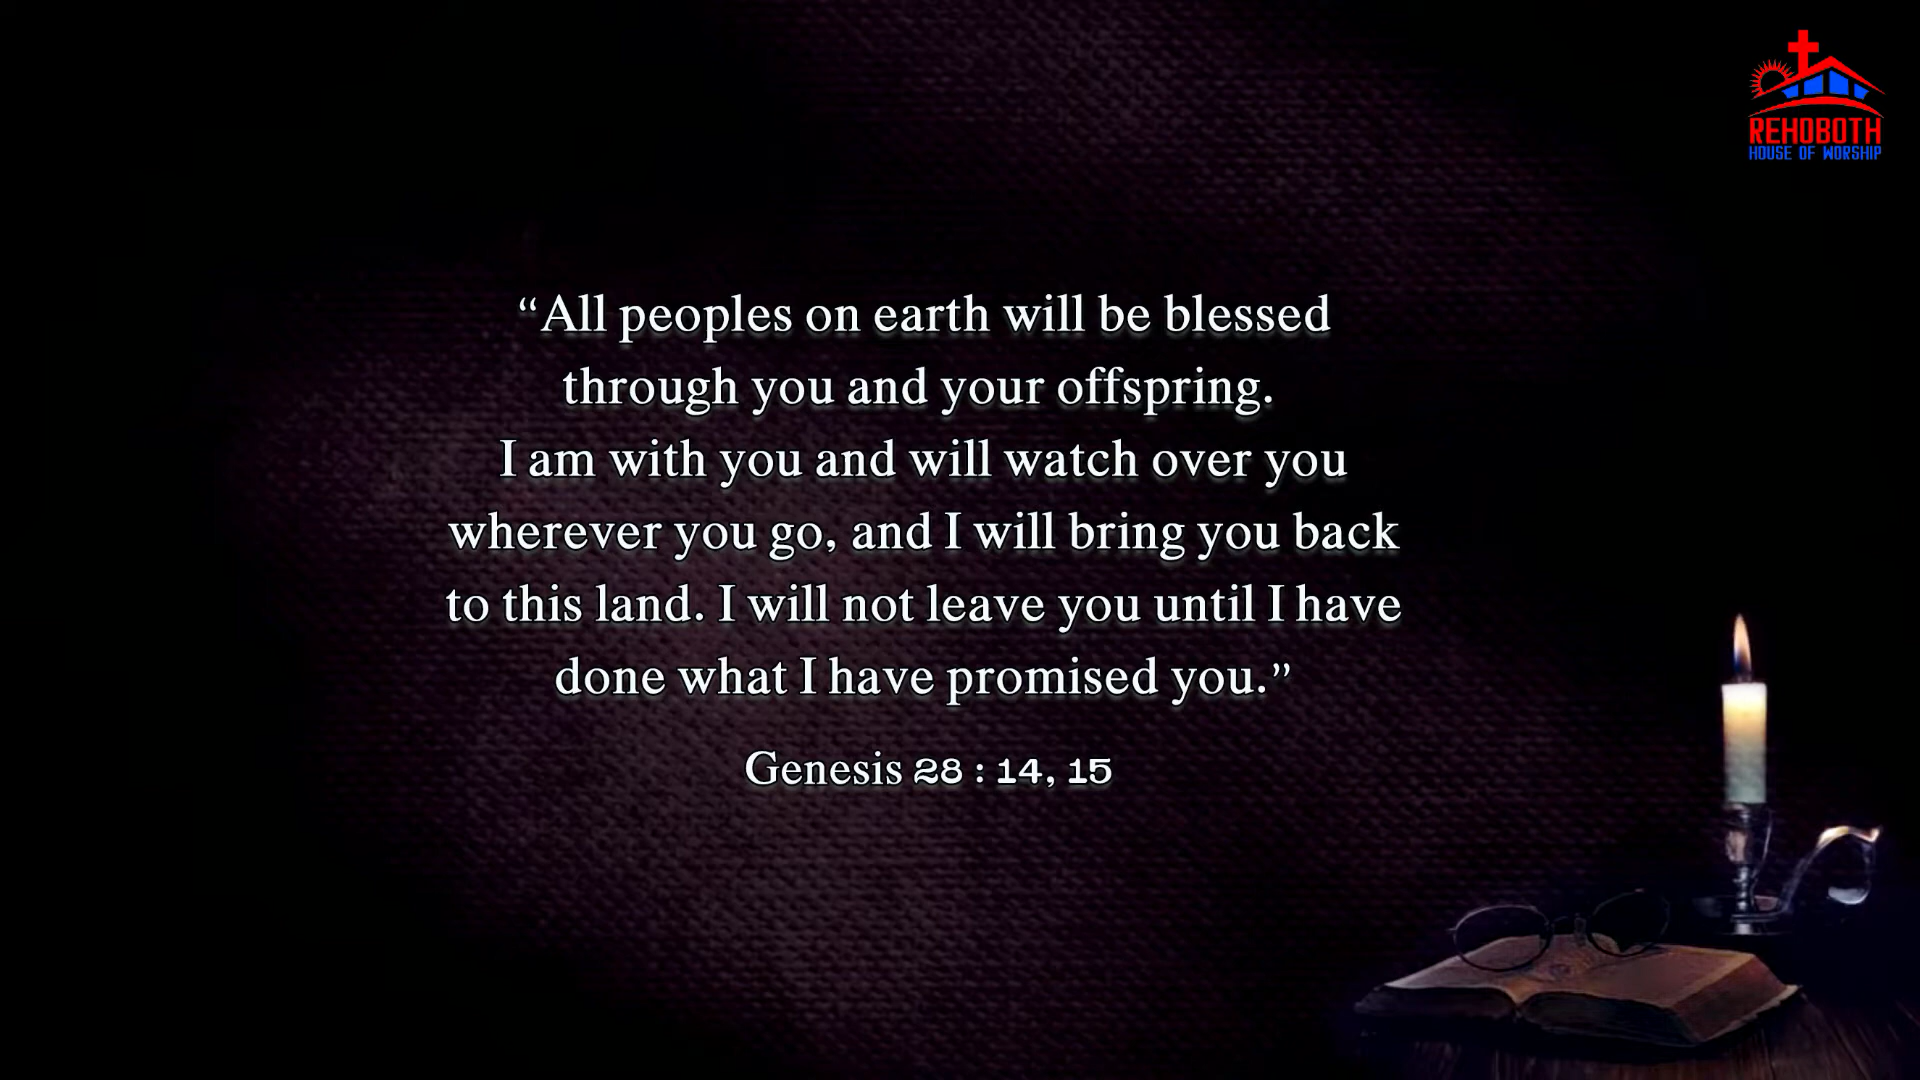 REHOBOTH
HOUSE OF WORSHIP
“All peoples on earth will be blessed
through you and your offspring.
I am with you and will watch over you
wherever you go, and I will bring you back
to this land. I will not leave you until I have
done what I have promised you.”
Genesis 28 : 14, 15